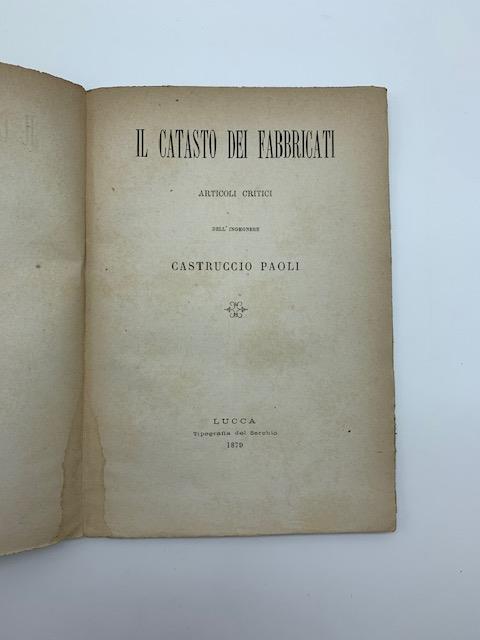 IL CATASTO DEI FABBRICATI
ARTICOLI CRITICI
DELL' INGEGNERE
CASTRUCCIO PAOLI
LUCCA
Tipografia del Serchio
1879